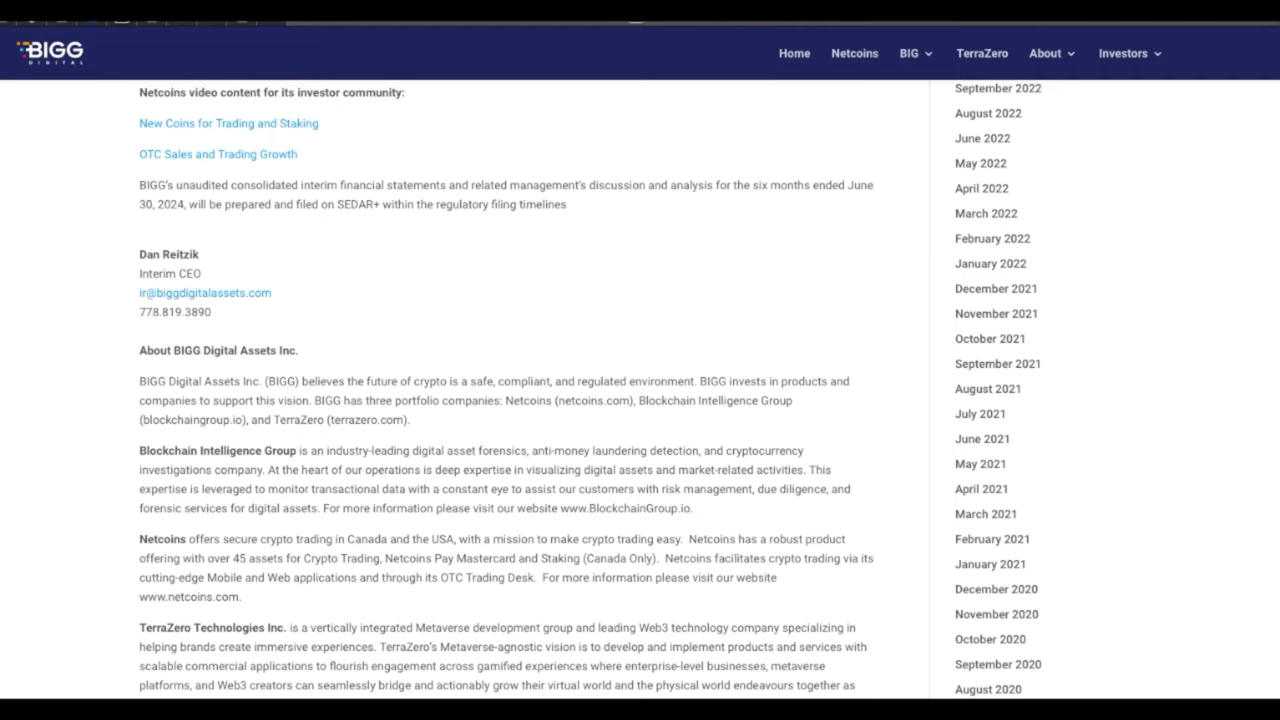 BIGG
DIGITAL
Home Netcoins BIG TerraZero About Investors
Netcoins video content for its investor community:
New Coins for Trading and Staking
OTC Sales and Trading Growth
BIGG's unaudited consolidated interim financial statements and related management's discussion and analysis for the six months ended June
30, 2024, will be prepared and filed on SEDAR+ within the regulatory filing timelines
Dan Reitzik
Interim CEO
ir@biggdigitalassets.com
778.819.3890
About BIGG Digital Assets Inc.
BIGG Digital Assets Inc. (BIGG) believes the future of crypto is a safe, compliant, and regulated environment. BIGG invests in products and
companies to support this vision. BIGG has three portfolio companies: Netcoins (netcoins.com), Blockchain Intelligence Group
(blockchaingroup.io), and TerraZero (terrazero.com).
Blockchain Intelligence Group is an industry-leading digital asset forensics, anti-money laundering detection, and cryptocurrency
investigations company. At the heart of our operations is deep expertise in visualizing digital assets and market-related activities. This
expertise is leveraged to monitor transactional data with a constant eye to assist our customers with risk management, due diligence, and
forensic services for digital assets. For more information please visit our website www.BlockchainGroup.io.
Netcoins offers secure crypto trading in Canada and the USA, with a mission to make crypto trading easy. Netcoins has a robust product
offering with over 45 assets for Crypto Trading, Netcoins Pay Mastercard and Staking (Canada Only). Netcoins facilitates crypto trading via its
cutting-edge Mobile and Web applications and through its OTC Trading Desk. For more information please visit our website
www.netcoins.com.
TerraZero Technologies Inc. is a vertically integrated Metaverse development group and leading Web3 technology company specializing in
helping brands create immersive experiences. TerraZero's Metaverse-agnostic vision is to develop and implement products and services with
scalable commercial applications to flourish engagement across gamified experiences where enterprise-level businesses, metaverse
platforms, and Web3 creators can seamlessly bridge and actionably grow their virtual world and the physical world endeavours together as
September 2022
August 2022
June 2022
May 2022
April 2022
March 2022
February 2022
January 2022
December 2021
November 2021
October 2021
September 2021
August 2021
July 2021
June 2021
May 2021
April 2021
March 2021
February 2021
January 2021
December 2020
November 2020
October 2020
September 2020
August 2020